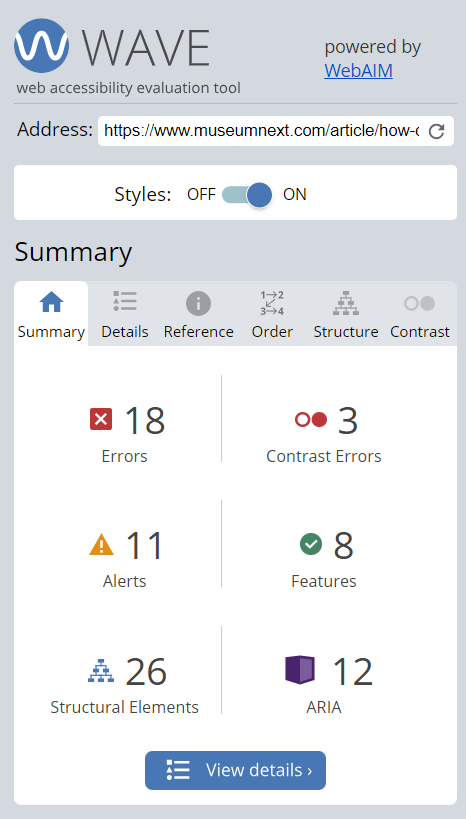 WAVE
web accessibility evaluation tool
powered by
WebAIM
Address: https://www.museumnext.com/article/how-c
Styles: OFF ON
Summary
1→2
3→4
Summary Details Reference Order Structure Contrast
18
Errors
3
Contrast Errors
11
Alerts
8
Features
26
Structural Elements
12
ARIA
View details ›